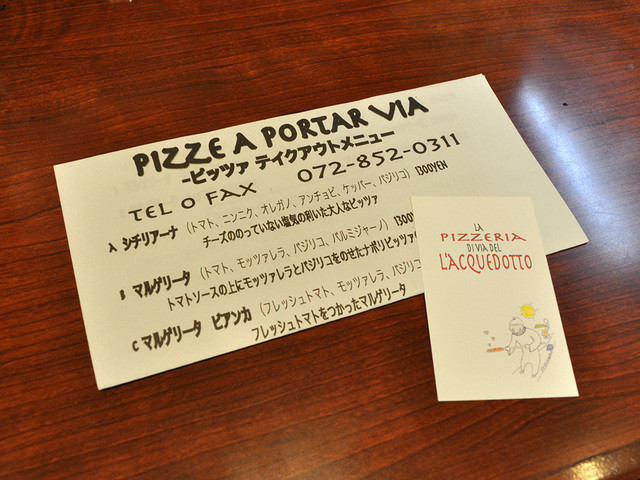 PIZZE A PORTAR VIA
-ピッツァ テイクアウトメニュー
TEL O FAX 072-852-0311
A シチリアーナ (トマト、ニンニク、オレガノ、アンチョビ、ケッパー、バジリコ) 1300YEN
チーズののっていない塩気の利いた大人なピッツァ
B マルゲリータ (トマト、モッツァレラ、バジリコ、パルミジャーノ) 1300
トマトソースの上にモッツァレラとバジリコをのせたナポリピッツァ
C マルゲリータ ビアンカ (フレッシュトマト、モッツァレラ、バジリコ
フレッシュトマトをつかったマルゲリータ
LA
PIZZERIA
DI VIA DEL
L'ACQUEDOTTO